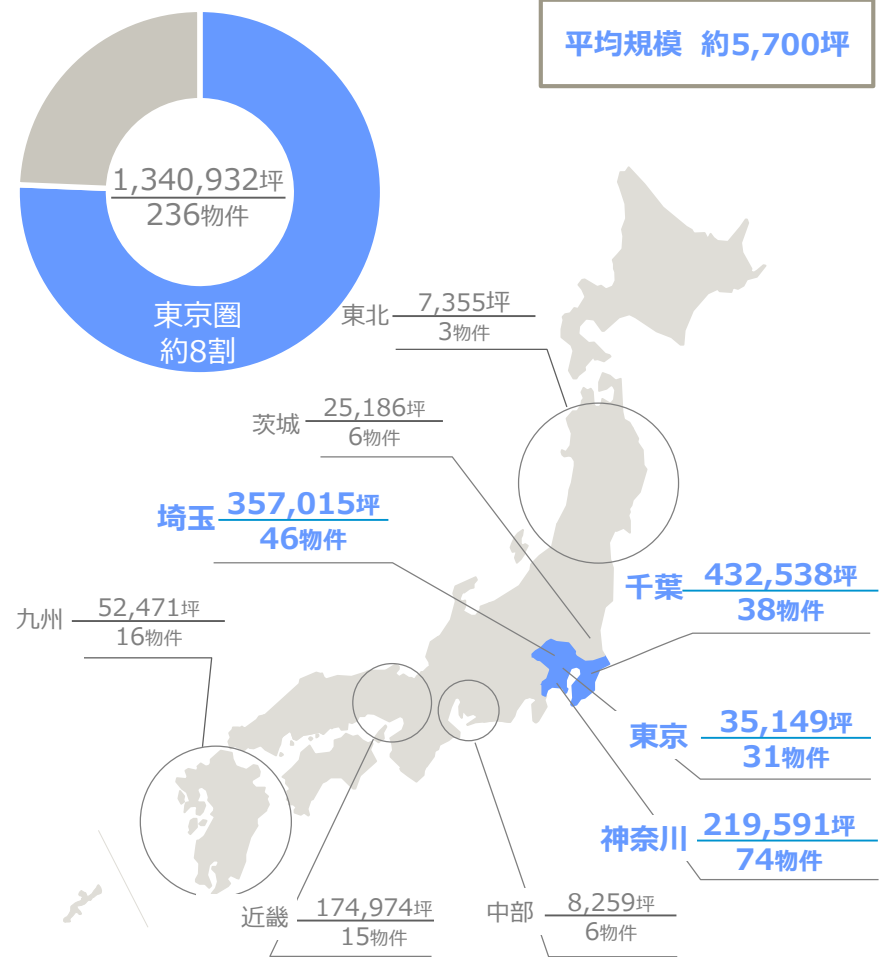 平均規模 約5,700坪
1,340,932坪
236物件
東京圏
約8割
東北
7,355坪
3物件
茨城
25,186坪
6物件
埼玉
357,015坪
46物件
千葉
432,538坪
38物件
九州
52,471坪
16物件
東京
35,149坪
31物件
神奈川
219,591坪
74物件
近畿
174,974坪
15物件
中部
8,259坪
6物件